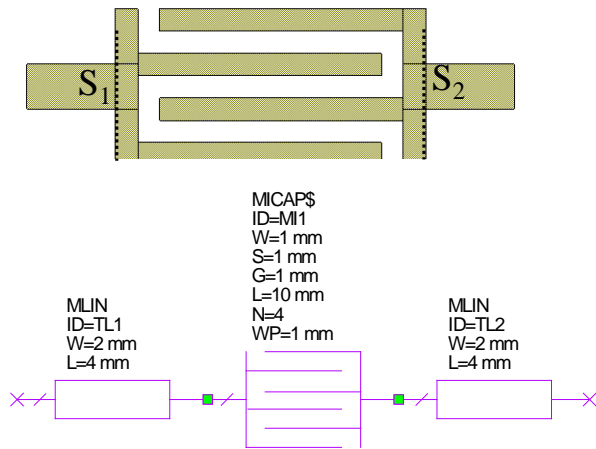 S1
S2
MICAP$
ID=MI1
W=1 mm
S=1 mm
G=1 mm
L=10 mm
N=4
WP=1 mm
MLIN
ID=TL1
W=2 mm
L=4 mm
MLIN
ID=TL2
W=2 mm
L=4 mm